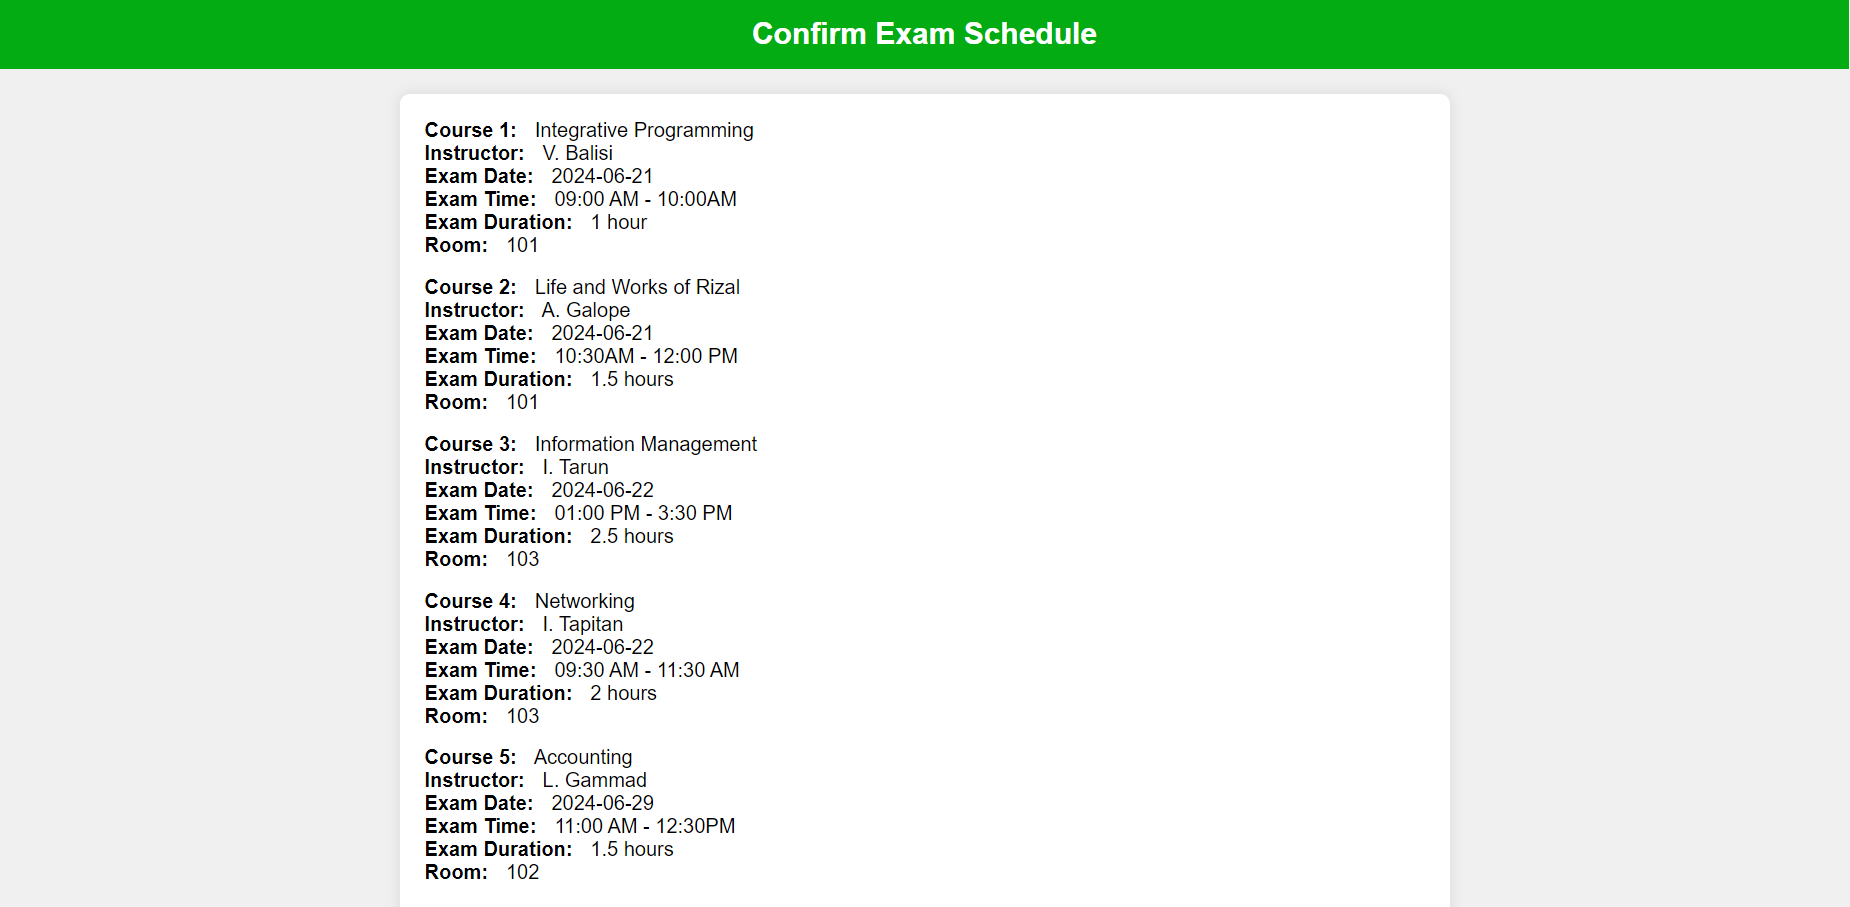 Confirm Exam Schedule
Course 1: Integrative Programming
Instructor: V. Balisi
Exam Date: 2024-06-21
Exam Time: 09:00 AM - 10:00AM
Exam Duration: 1 hour
Room: 101
Course 2: Life and Works of Rizal
Instructor: A. Galope
Exam Date: 2024-06-21
Exam Time: 10:30AM - 12:00 PM
Exam Duration: 1.5 hours
Room: 101
Course 3: Information Management
Instructor: I. Tarun
Exam Date: 2024-06-22
Exam Time: 01:00 PM - 3:30 PM
Exam Duration: 2.5 hours
Room: 103
Course 4: Networking
Instructor: I. Tapitan
Exam Date: 2024-06-22
Exam Time: 09:30 AM - 11:30 AM
Exam Duration: 2 hours
Room: 103
Course 5: Accounting
Instructor: L. Gammad
Exam Date: 2024-06-29
Exam Time: 11:00 AM - 12:30PM
Exam Duration: 1.5 hours
Room: 102